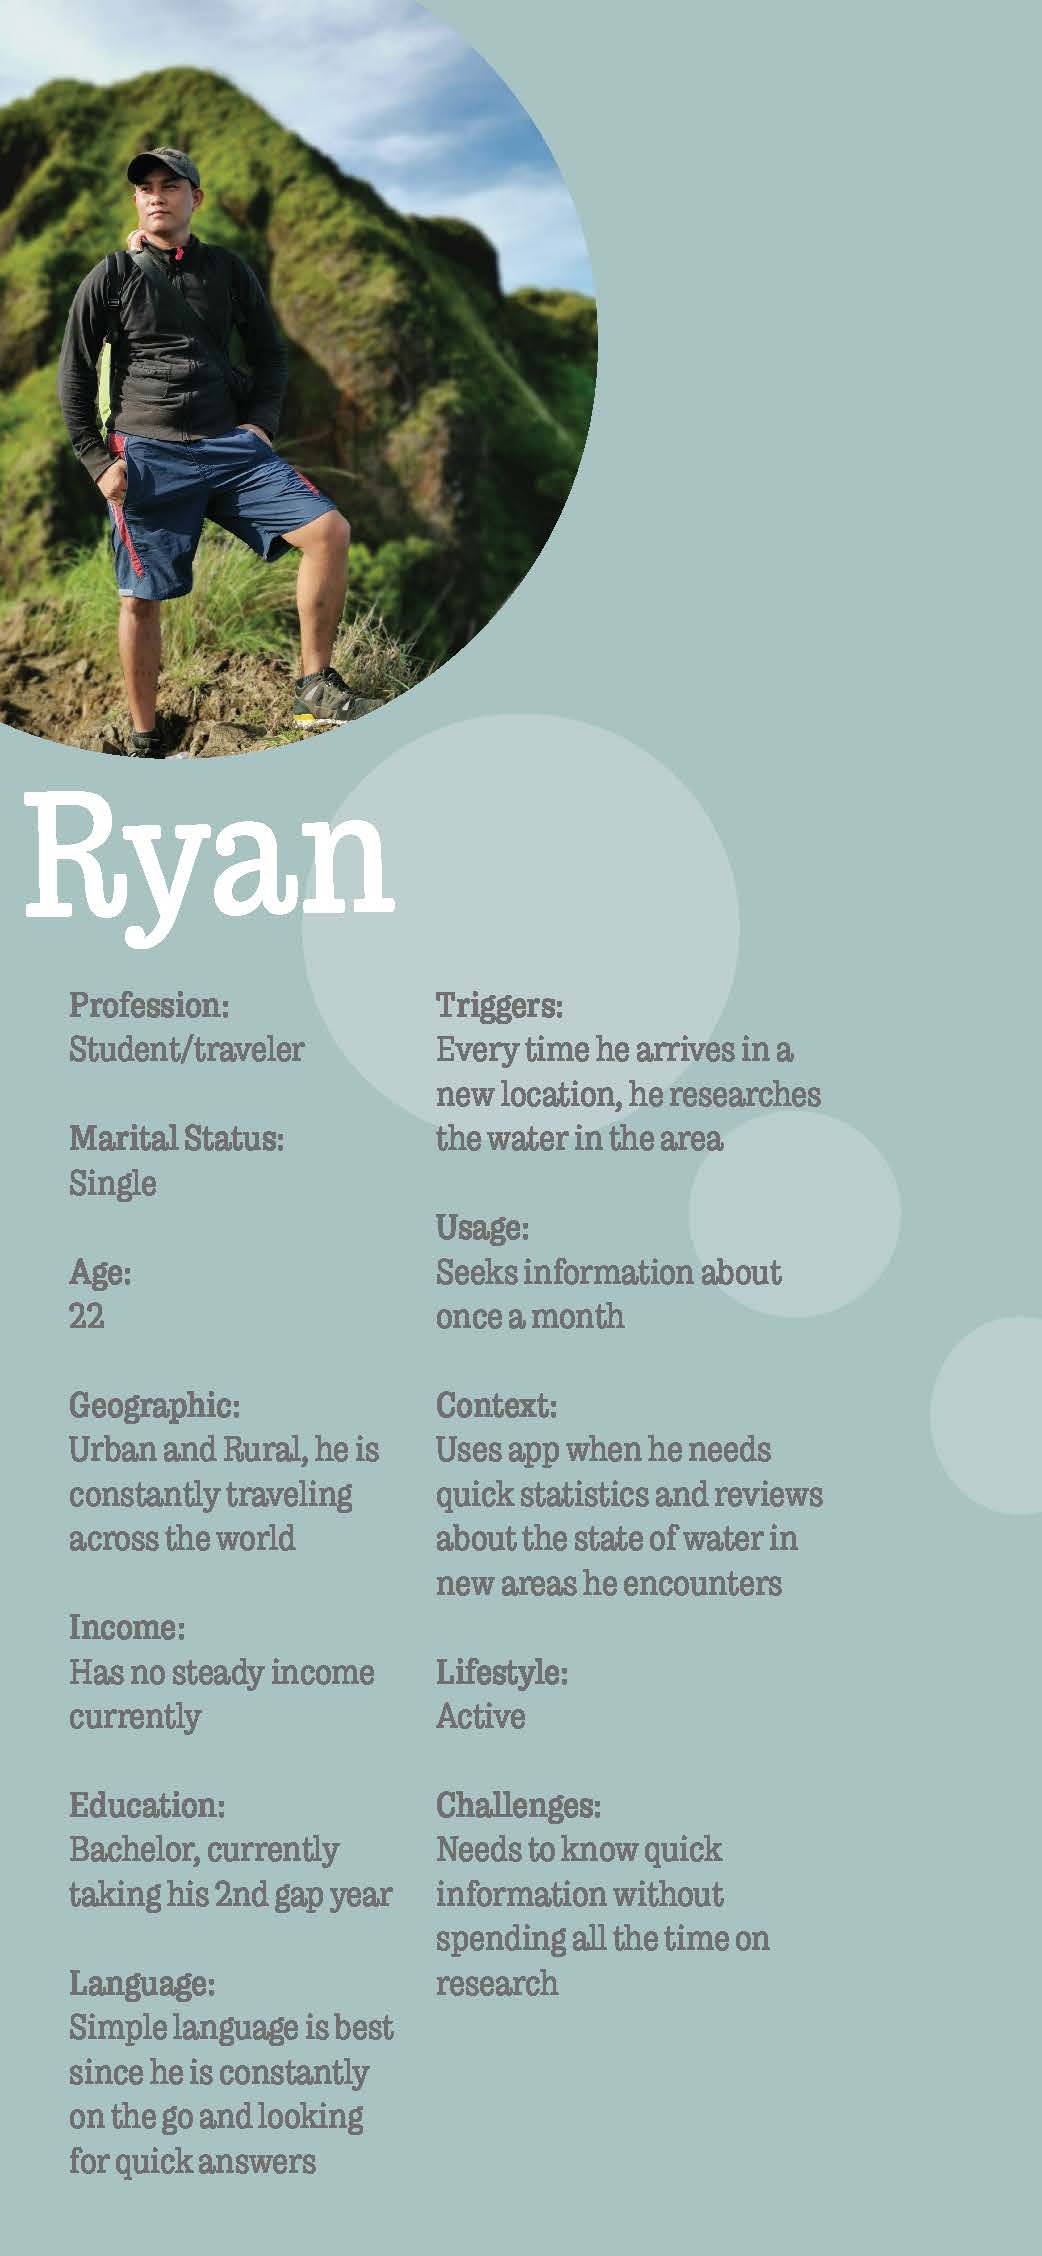 Ryan
Profession:
Student/traveler
Marital Status:
Single
Age:
22
Geographic:
Urban and Rural, he is
constantly traveling
across the world
Income:
Has no steady income
currently
Education:
Bachelor, currently
taking his 2nd gap year
Language:
Simple language is best
since he is constantly
on the go and looking
for quick answers
Triggers:
Every time he arrives in a
new location, he researches
the water in the area
Usage:
Seeks information about
once a month
Context:
Uses app when he needs
quick statistics and reviews
about the state of water in
new areas he encounters
Lifestyle:
Active
Challenges:
Needs to know quick
information without
spending all the time on
research